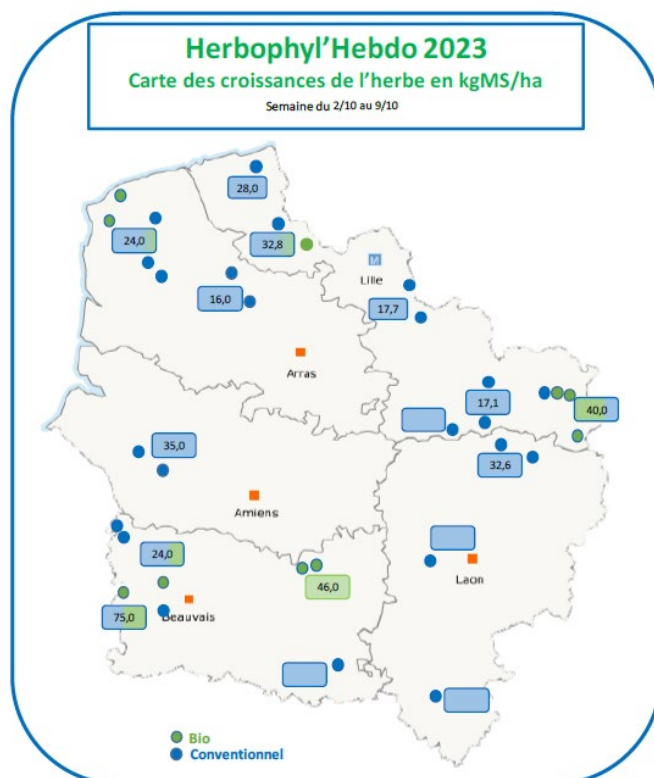 Herbophyl'Hebdo 2023
Carte des croissances de l'herbe en kgMS/ha
Semaine du 2/10 au 9/10
28,0
24,0
32,8
M
Lille
16,0
17,7
Arras
17,1
40,0
35,0
32,6
Amiens
24,0
Laon
46,0
75,0
Beauvais
Bio
Conventionnel